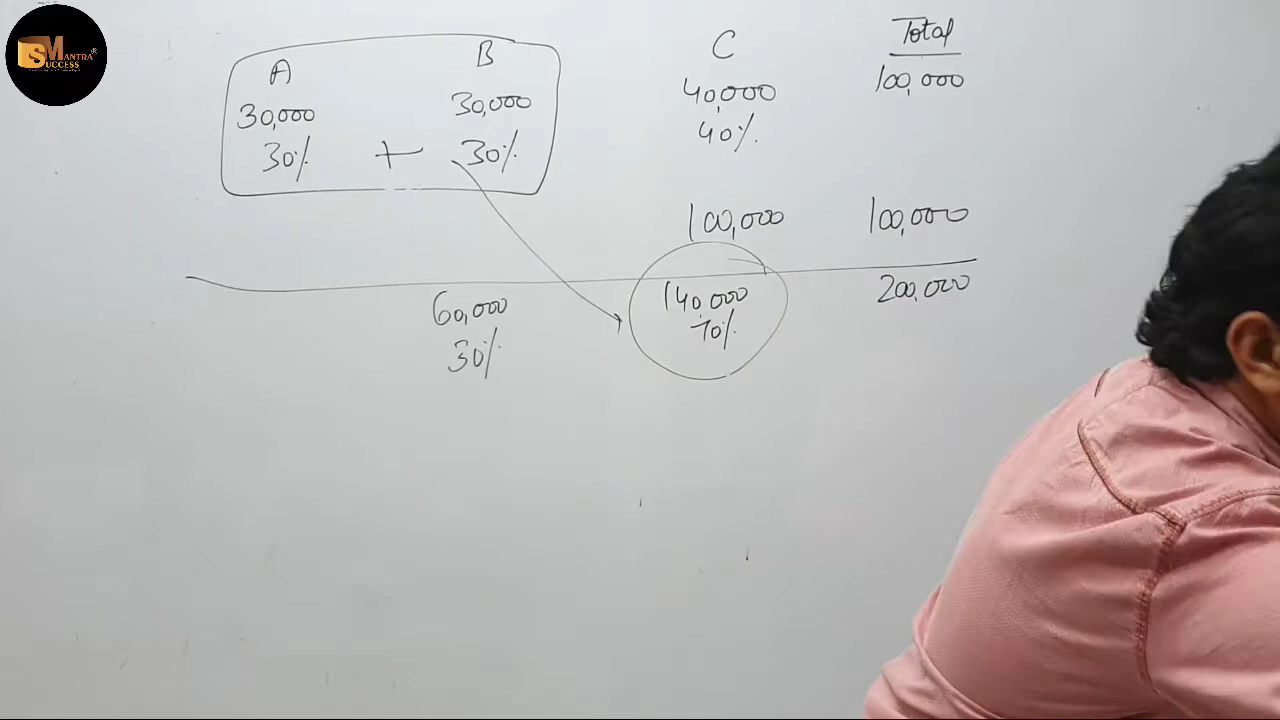 SMANTRA®
SUCCESS
A B C Total
30,000 30,000 40,000 100,000
30% + 30% 40%
100,000 100,000
60,000 140,000 200,000
30% 70%